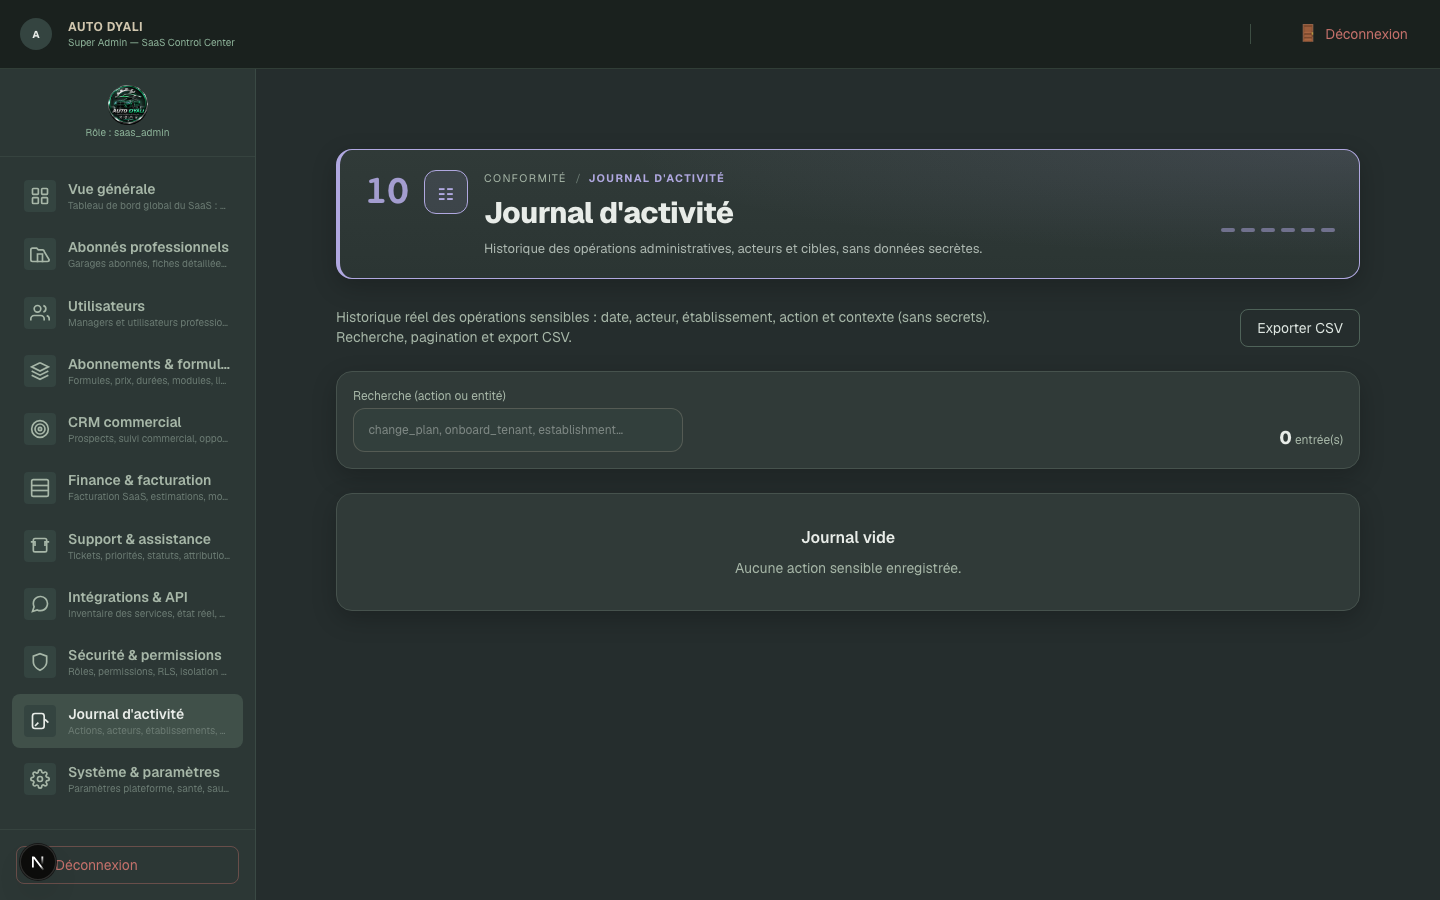 A
AUTO DYALI
Super Admin — SaaS Control Center
Déconnexion
AUTO DYALI
Rôle : saas_admin
Vue générale
Tableau de bord global du SaaS : ...
Abonnés professionnels
Garages abonnés, fiches détaillée...
Utilisateurs
Managers et utilisateurs professio...
Abonnements & formul...
Formules, prix, durées, modules, li...
CRM commercial
Prospects, suivi commercial, oppo...
Finance & facturation
Facturation SaaS, estimations, mo...
Support & assistance
Tickets, priorités, statuts, attributio...
Intégrations & API
Inventaire des services, état réel, ...
Sécurité & permissions
Rôles, permissions, RLS, isolation ...
Journal d'activité
Actions, acteurs, établissements, ...
Système & paramètres
Paramètres plateforme, santé, sau...
N
Déconnexion
10
CONFORMITÉ / JOURNAL D'ACTIVITÉ
Journal d'activité
Historique des opérations administratives, acteurs et cibles, sans données secrètes.
Historique réel des opérations sensibles : date, acteur, établissement, action et contexte (sans secrets).
Recherche, pagination et export CSV.
Exporter CSV
Recherche (action ou entité)
change_plan, onboard_tenant, establishment...
0 entrée(s)
Journal vide
Aucune action sensible enregistrée.